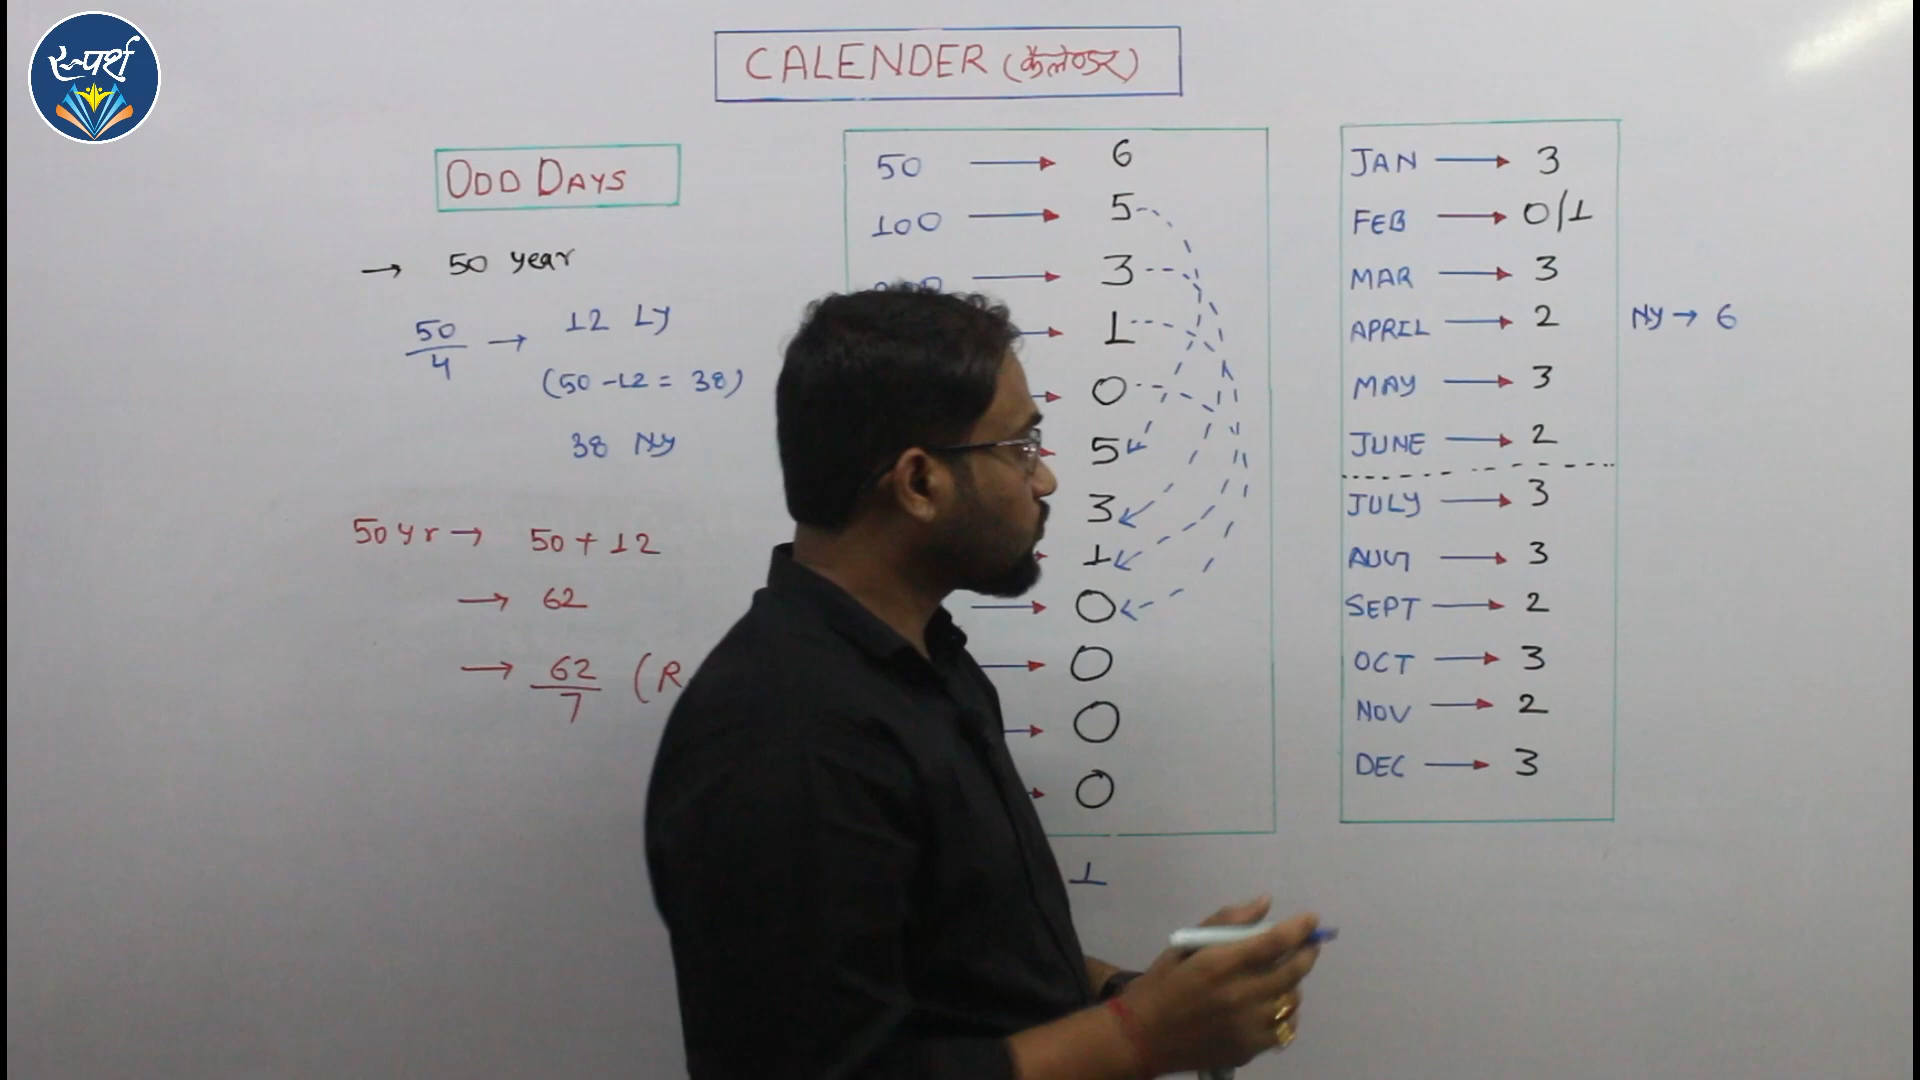 स्पर्श
CALENDER (कैलेण्डर)
ODD DAYS
→ 50 year
50/4 → 12 Ly
(50 - 12 = 38)
38 Ny
50 yr → 50 + 12
→ 62
→ 62/7 (R
50 → 6
100 → 5
3
1
0
5
3
1
0
0
0
0
1
JAN → 3
FEB → 0/1
MAR → 3
APRIL → 2
MAY → 3
JUNE → 2
JULY → 3
AUG → 3
SEPT → 2
OCT → 3
NOV → 2
DEC → 3
Ny → 6